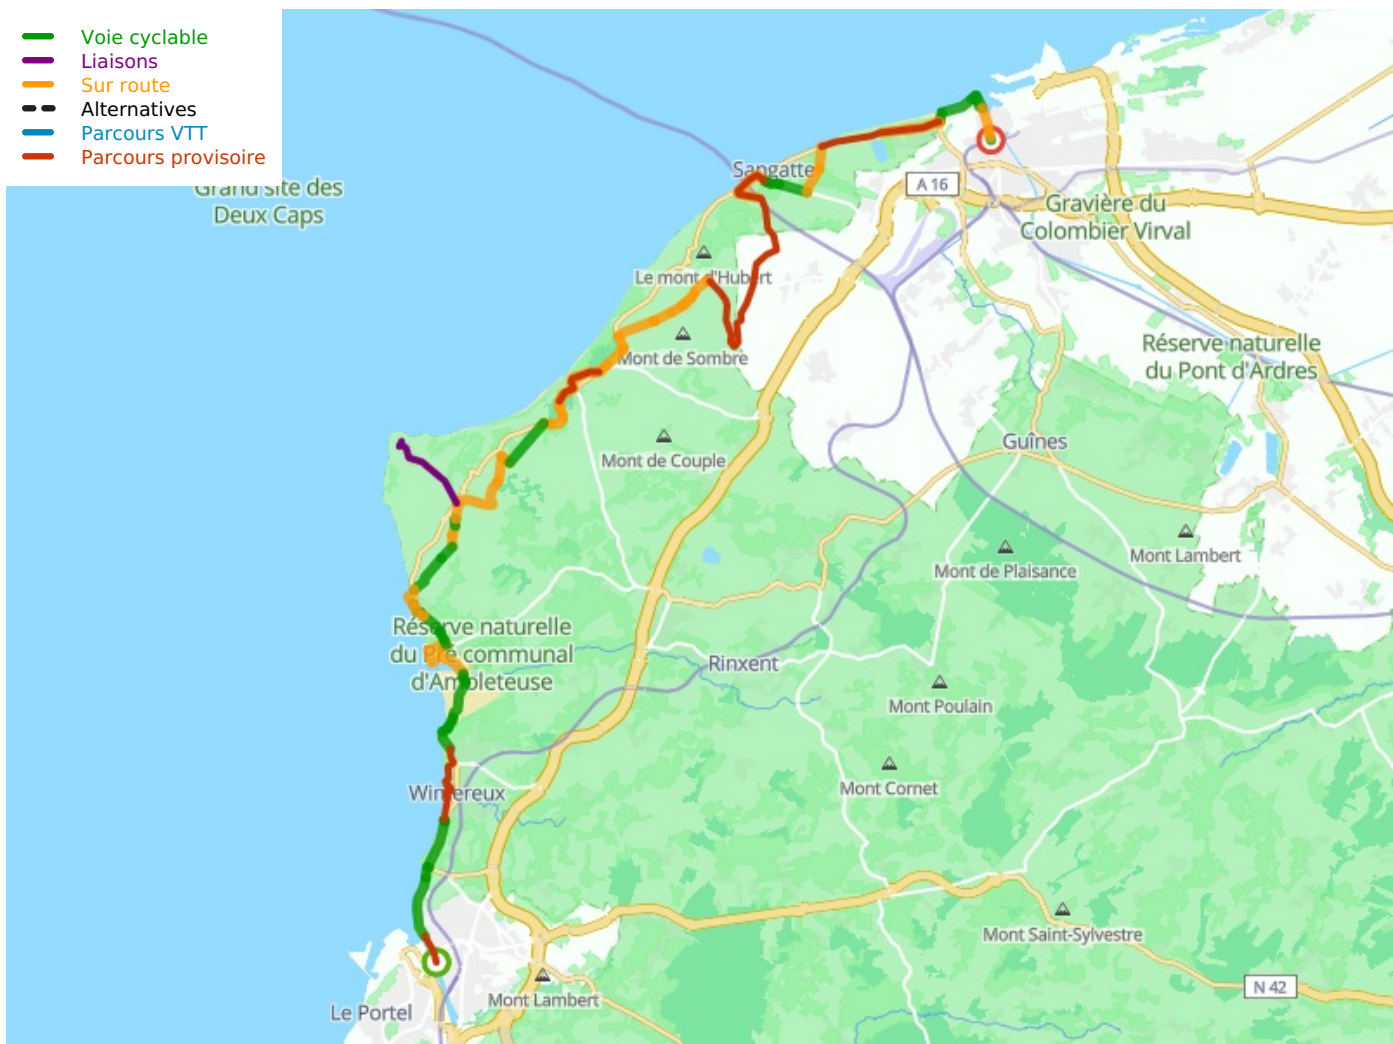 Voie cyclable
Liaisons
Sur route
Alternatives
Parcours VTT
Parcours provisoire
Grand site des
Deux Caps
Sangatte
A 16
Gravière du
Colombier Virval
Le mont d'Hubert
Mont de Sombre
Réserve naturelle
du Pont d'Ardres
Mont de Couple
Guînes
Mont Lambert
Mont de Plaisance
Réserve naturelle
du Pré communal
d'Ambleteuse
Rinxent
Mont Poulain
Mont Cornet
Wimereux
Mont Saint-Sylvestre
N 42
Mont Lambert
Le Portel